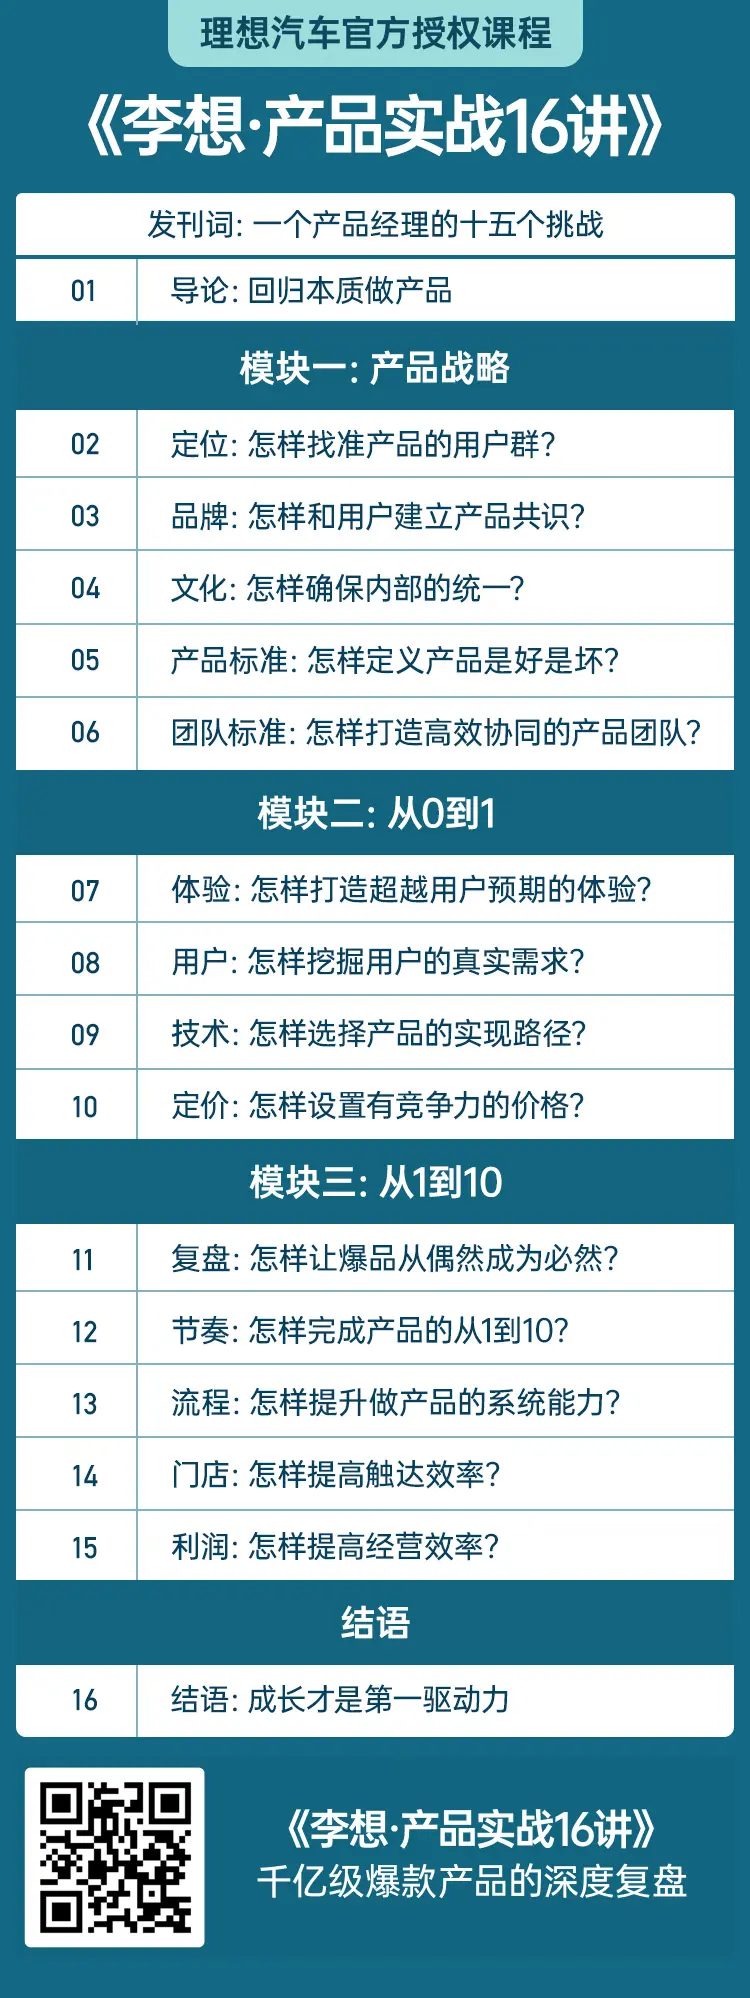 理想汽车官方授权课程
《李想·产品实战16讲》
发刊词：一个产品经理的十五个挑战
01 导论：回归本质做产品
模块一：产品战略
02 定位：怎样找准产品的用户群？
03 品牌：怎样和用户建立产品共识？
04 文化：怎样确保内部的统一？
05 产品标准：怎样定义产品是好是坏？
06 团队标准：怎样打造高效协同的产品团队？
模块二：从0到1
07 体验：怎样打造超越用户预期的体验？
08 用户：怎样挖掘用户的真实需求？
09 技术：怎样选择产品的实现路径？
10 定价：怎样设置有竞争力的价格？
模块三：从1到10
11 复盘：怎样让爆品从偶然成为必然？
12 节奏：怎样完成产品的从1到10？
13 流程：怎样提升做产品的系统能力？
14 门店：怎样提高触达效率？
15 利润：怎样提高经营效率？
结语
16 结语：成长才是第一驱动力
《李想·产品实战16讲》
千亿级爆款产品的深度复盘